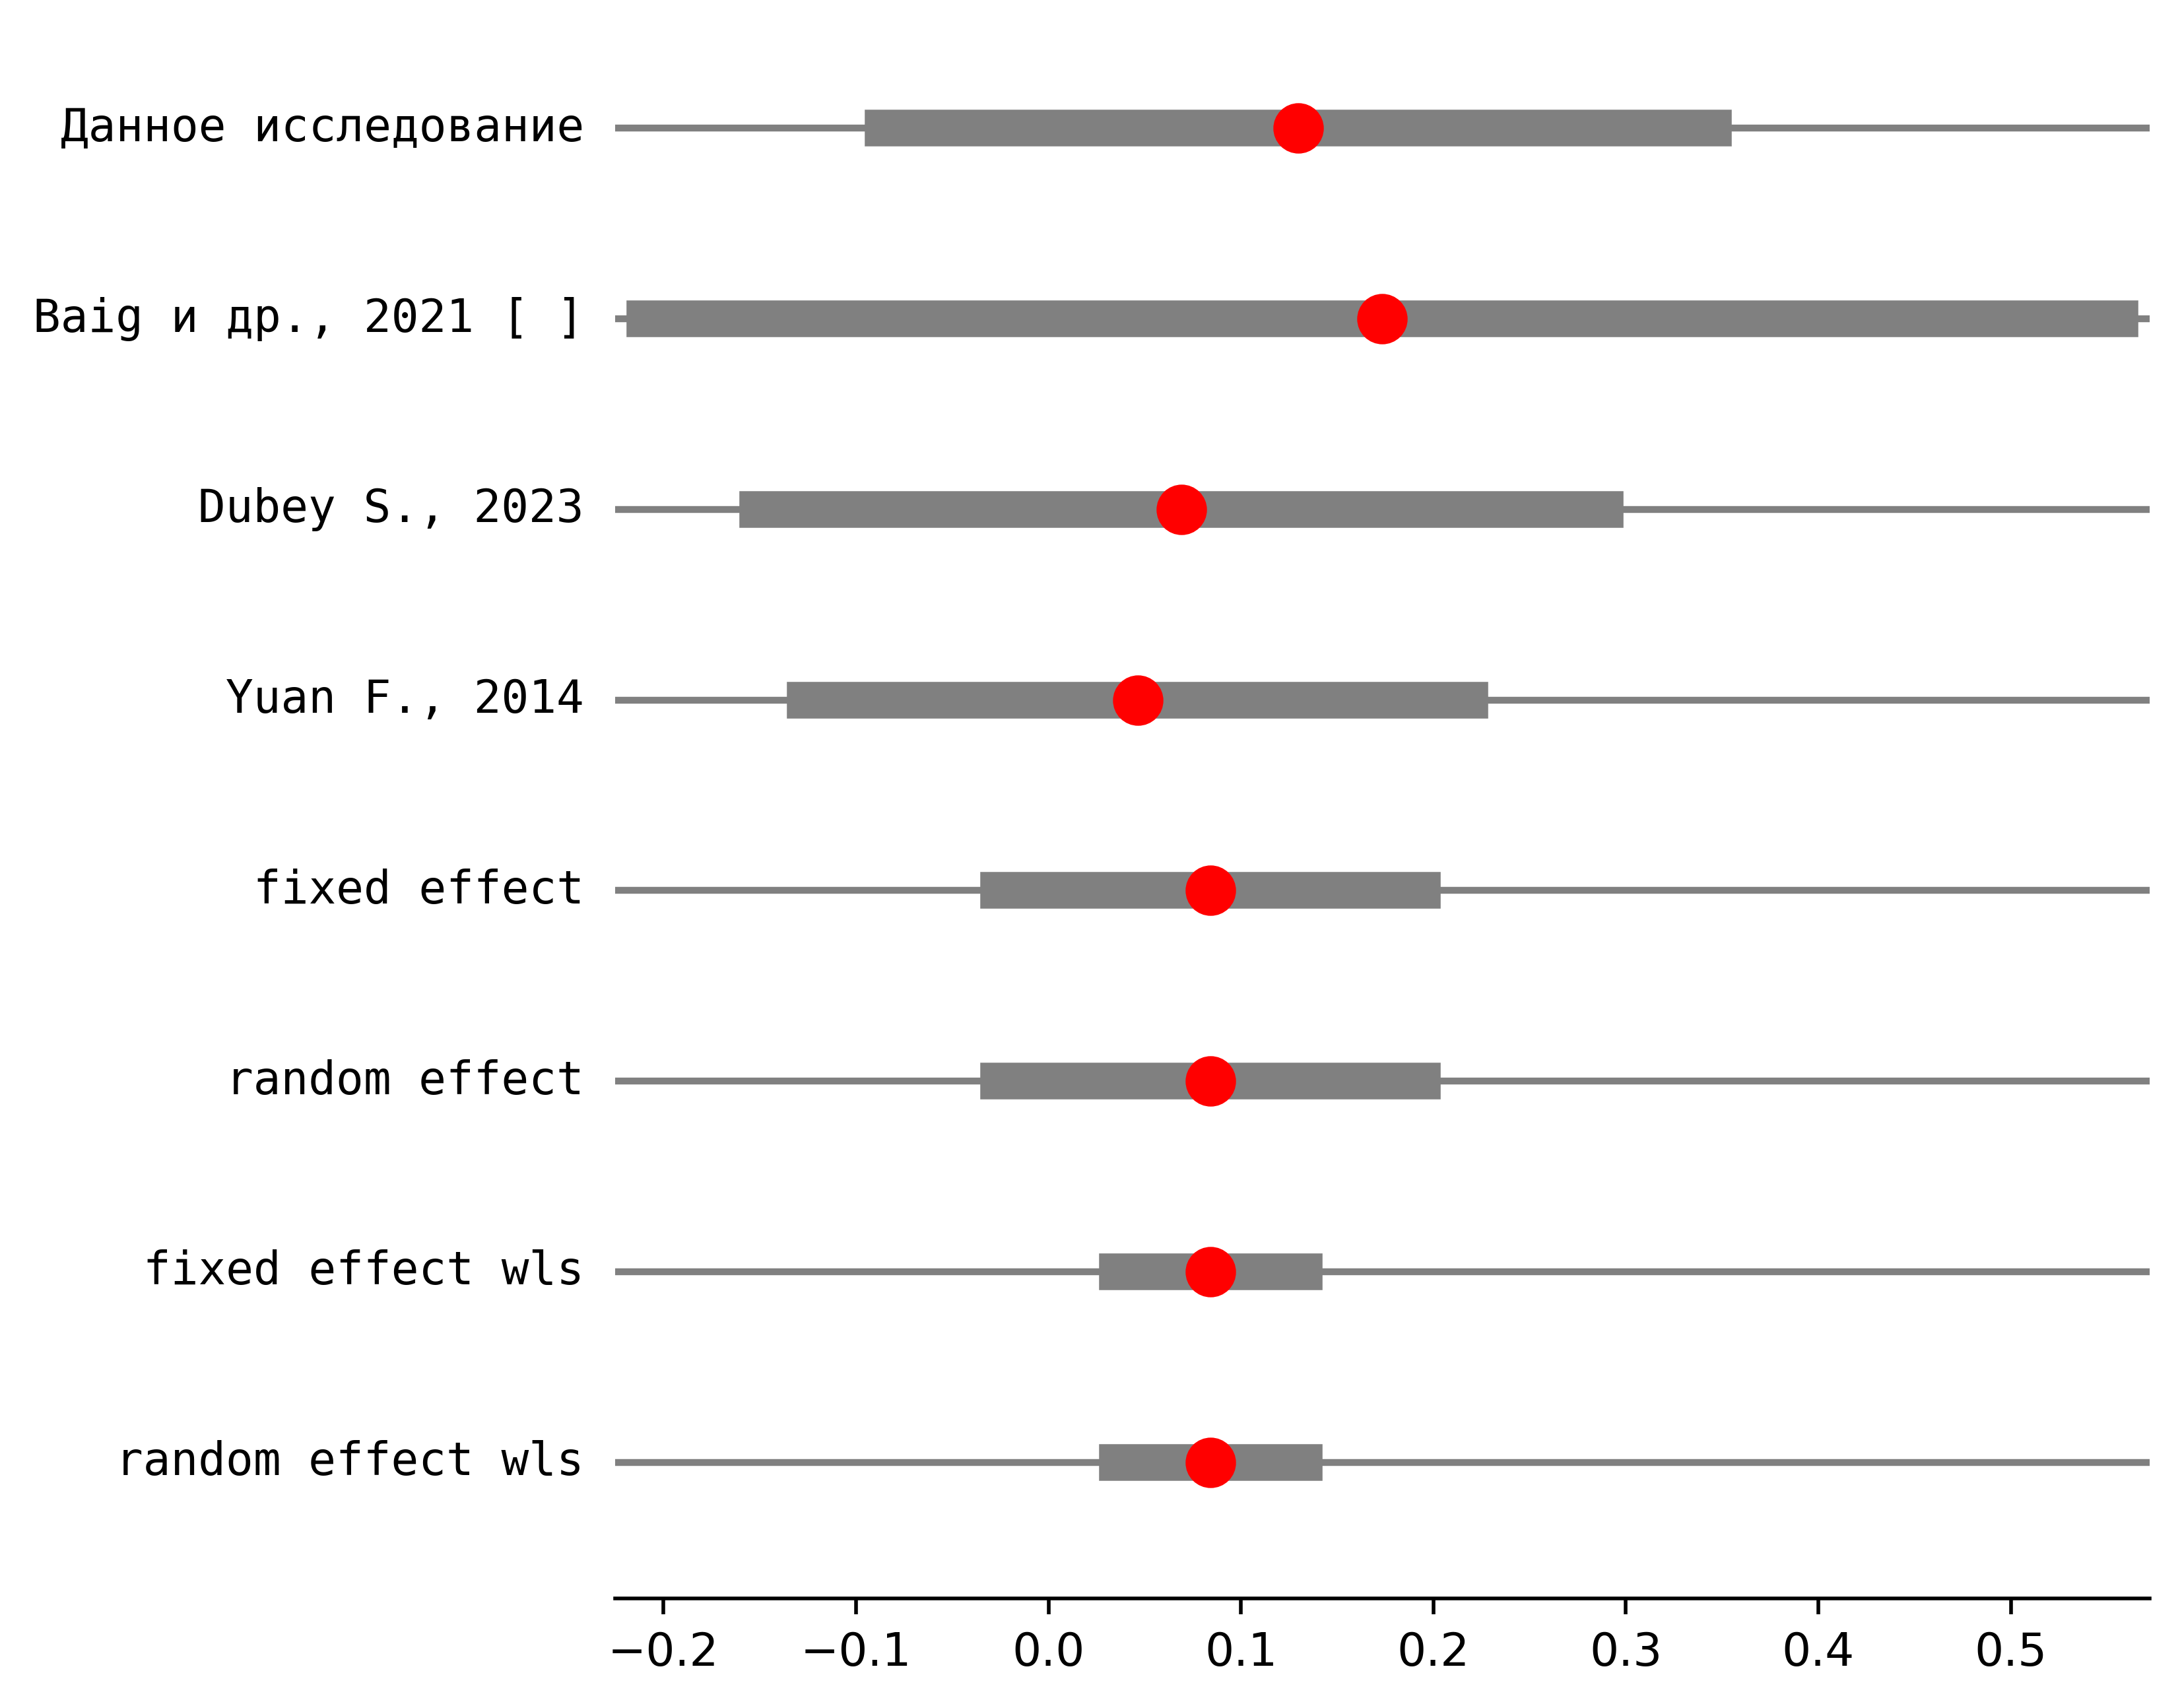 Данное исследование
Baig и др., 2021 [ ]
Dubey S., 2023
Yuan F., 2014
fixed effect
random effect
fixed effect wls
random effect wls
−0.2 −0.1 0.0 0.1 0.2 0.3 0.4 0.5